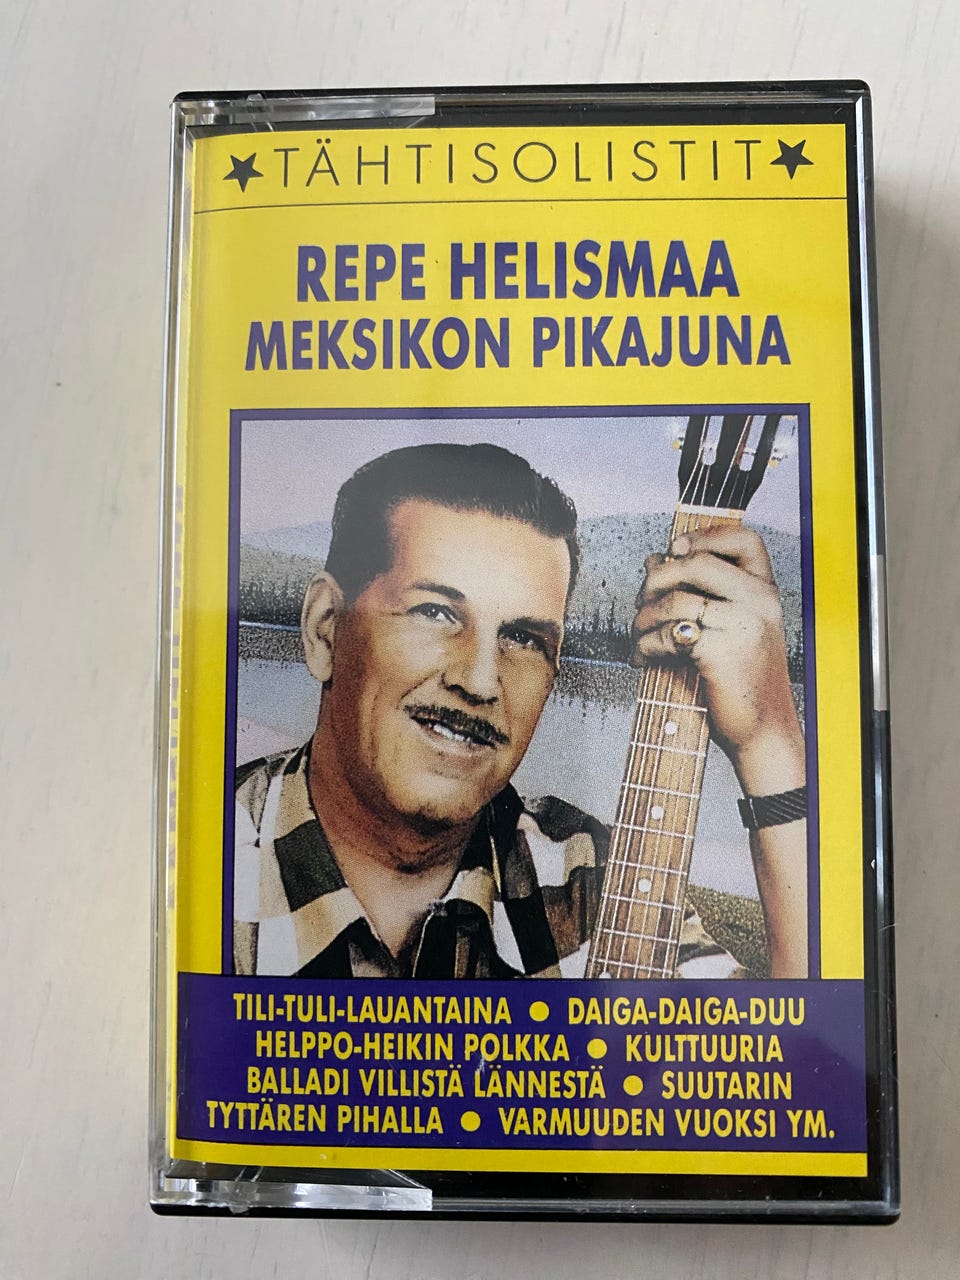 ★TÄHTISOLISTIT★
REPE HELISMAA
MEKSIKON PIKAJUNA
TILI-TULI-LAUANTAINA ● DAIGA-DAIGA-DUU
HELPPO-HEIKIN POLKKA ● KULTTUURIA
BALLADI VILLISTÄ LÄNNESTÄ ● SUUTARIN
TYTTÄREN PIHALLA ● VARMUUDEN VUOKSI YM.